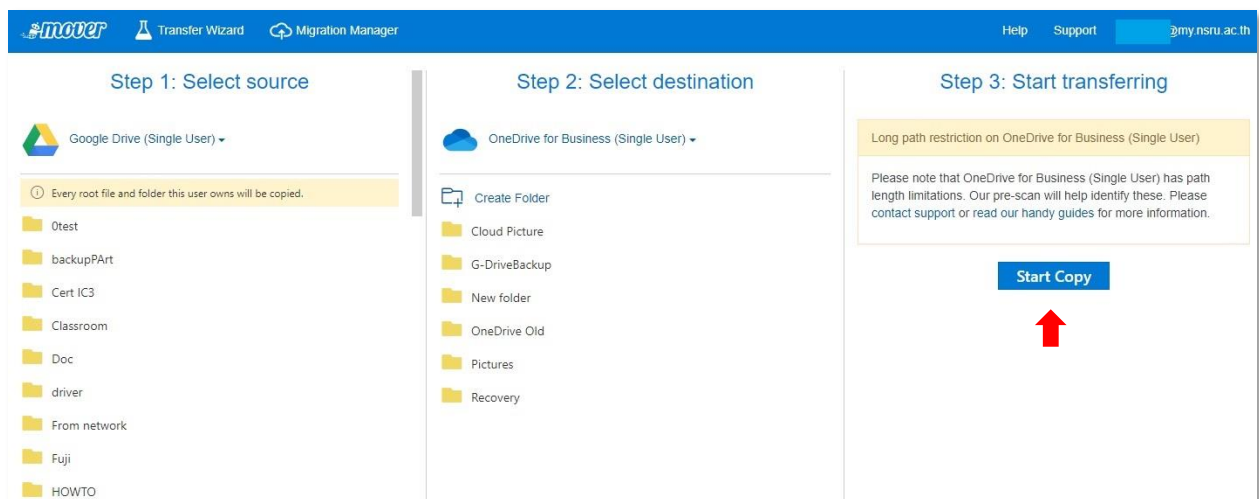 mover
Transfer Wizard
Migration Manager
Help
Support
@my.nsru.ac.th
Step 1: Select source
Google Drive (Single User)
Every root file and folder this user owns will be copied.
0test
backupPArt
Cert IC3
Classroom
Doc
driver
From network
Fuji
HOWTO
Step 2: Select destination
OneDrive for Business (Single User)
Create Folder
Cloud Picture
G-DriveBackup
New folder
OneDrive Old
Pictures
Recovery
Step 3: Start transferring
Long path restriction on OneDrive for Business (Single User)
Please note that OneDrive for Business (Single User) has path
length limitations. Our pre-scan will help identify these. Please
contact support or read our handy guides for more information.
Start Copy